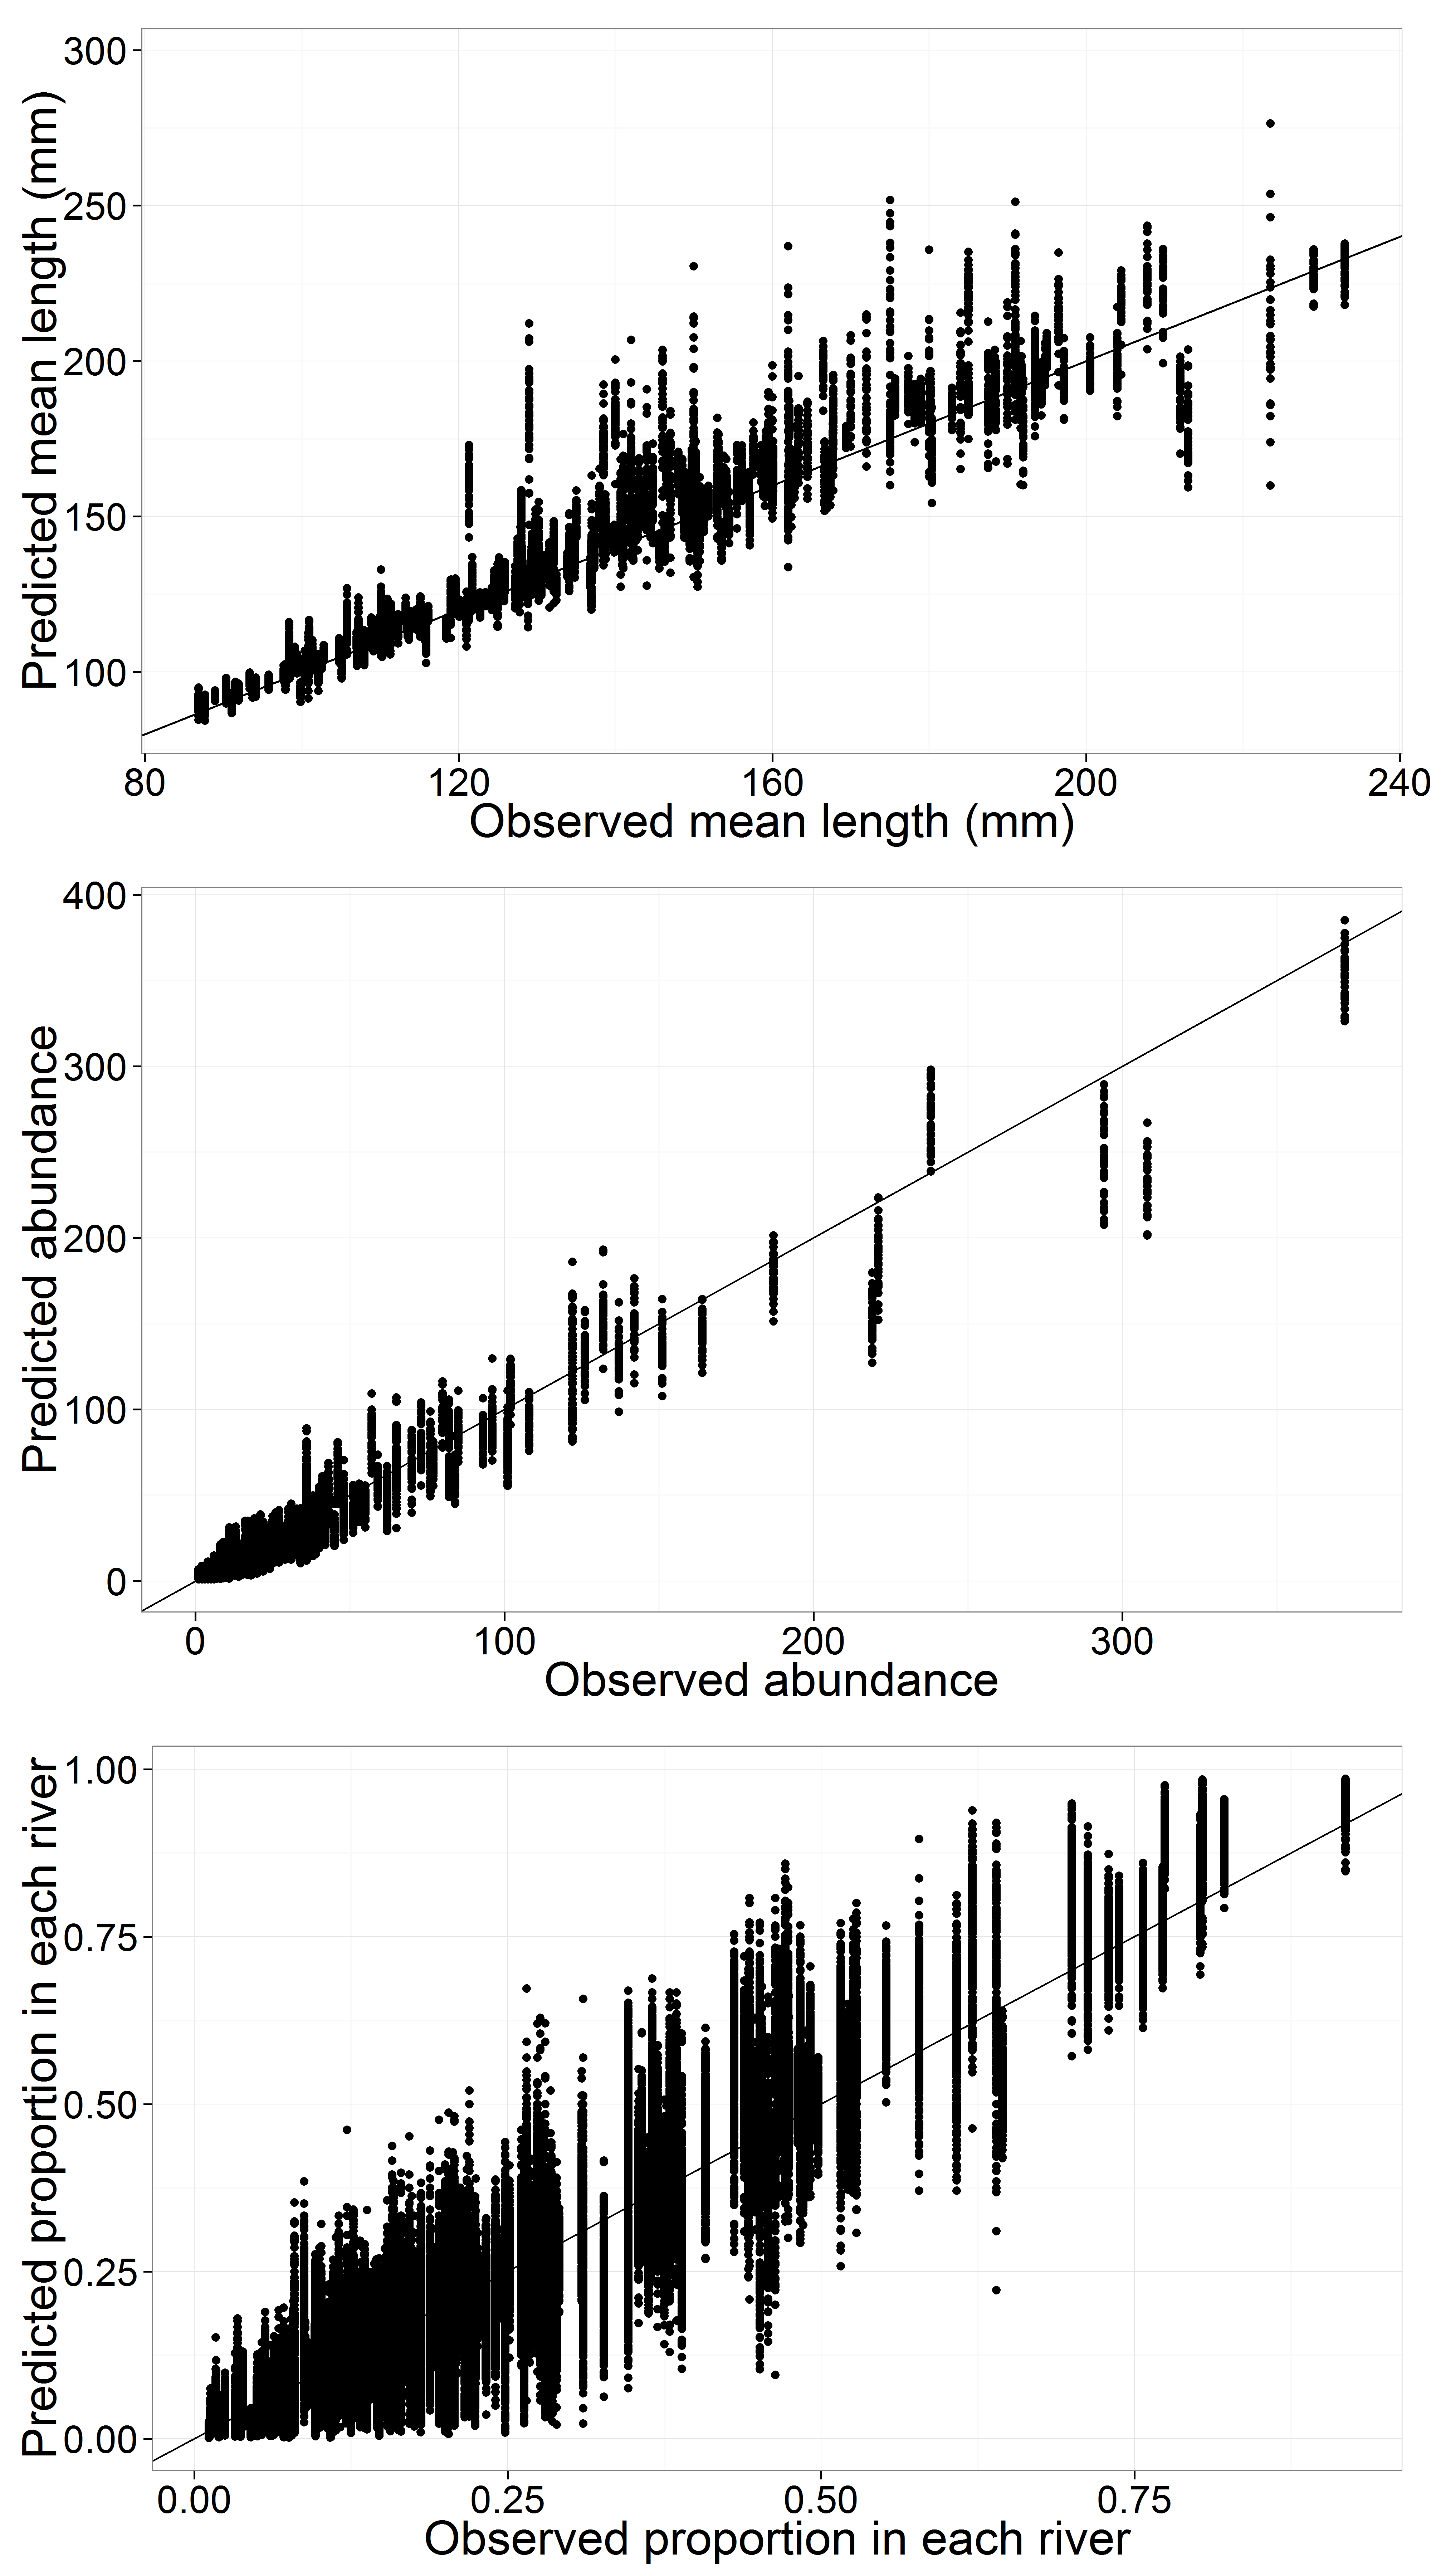 300
250
200
150
100
Predicted mean length (mm)
80 120 160 200 240
Observed mean length (mm)
400
300
200
100
0
Predicted abundance
0 100 200 300
Observed abundance
1.00
0.75
0.50
0.25
0.00
Predicted proportion in each river
0.00 0.25 0.50 0.75
Observed proportion in each river